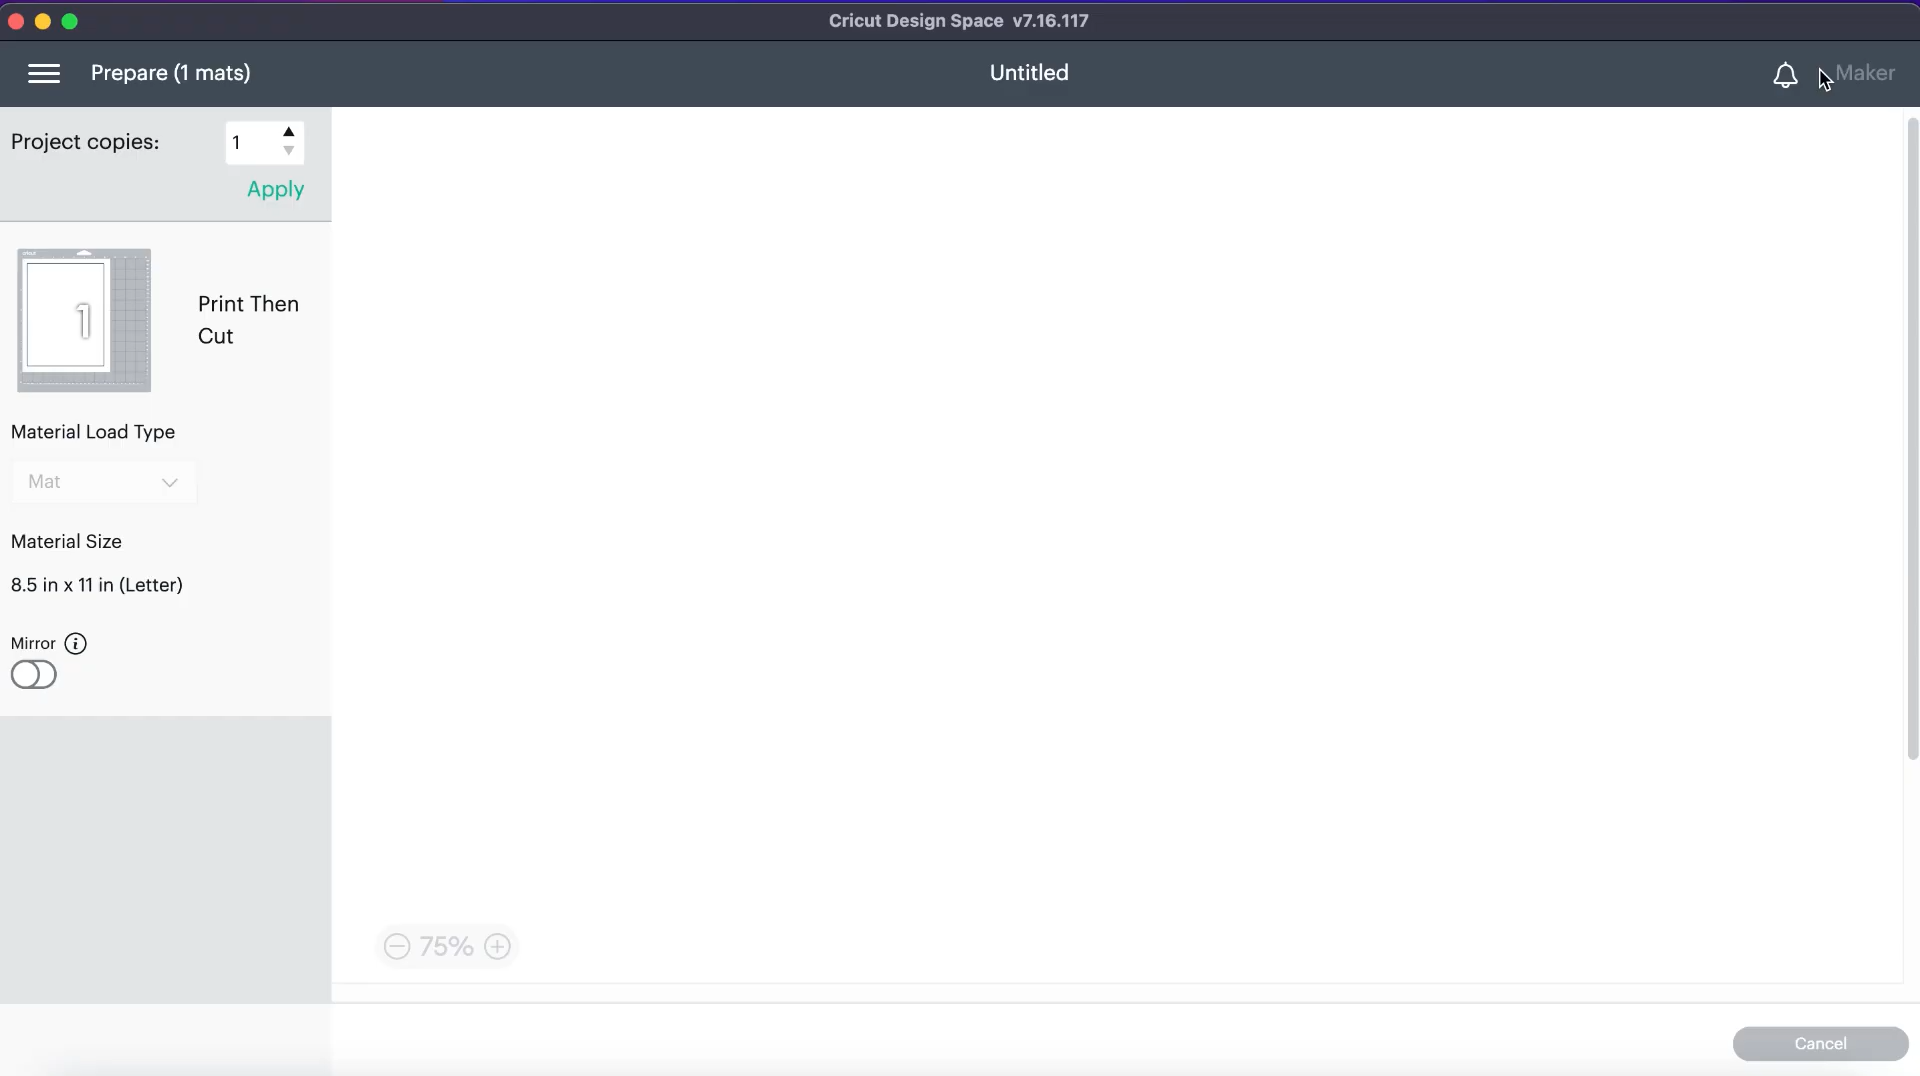 Cricut Design Space v7.16.117
Prepare (1 mats)
Untitled
Maker
Project copies:
1
Apply
1
Print Then
Cut
Material Load Type
Mat
Material Size
8.5 in x 11 in (Letter)
Mirror
75%
Cancel